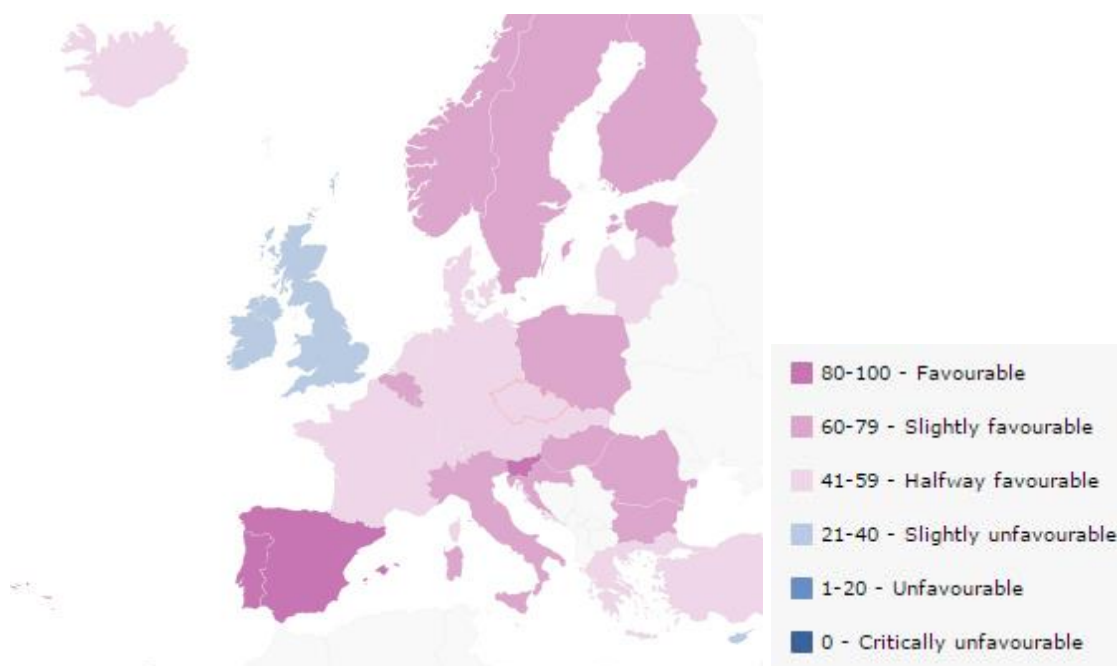 80-100 - Favourable
60-79 - Slightly favourable
41-59 - Halfway favourable
21-40 - Slightly unfavourable
1-20 - Unfavourable
0 - Critically unfavourable